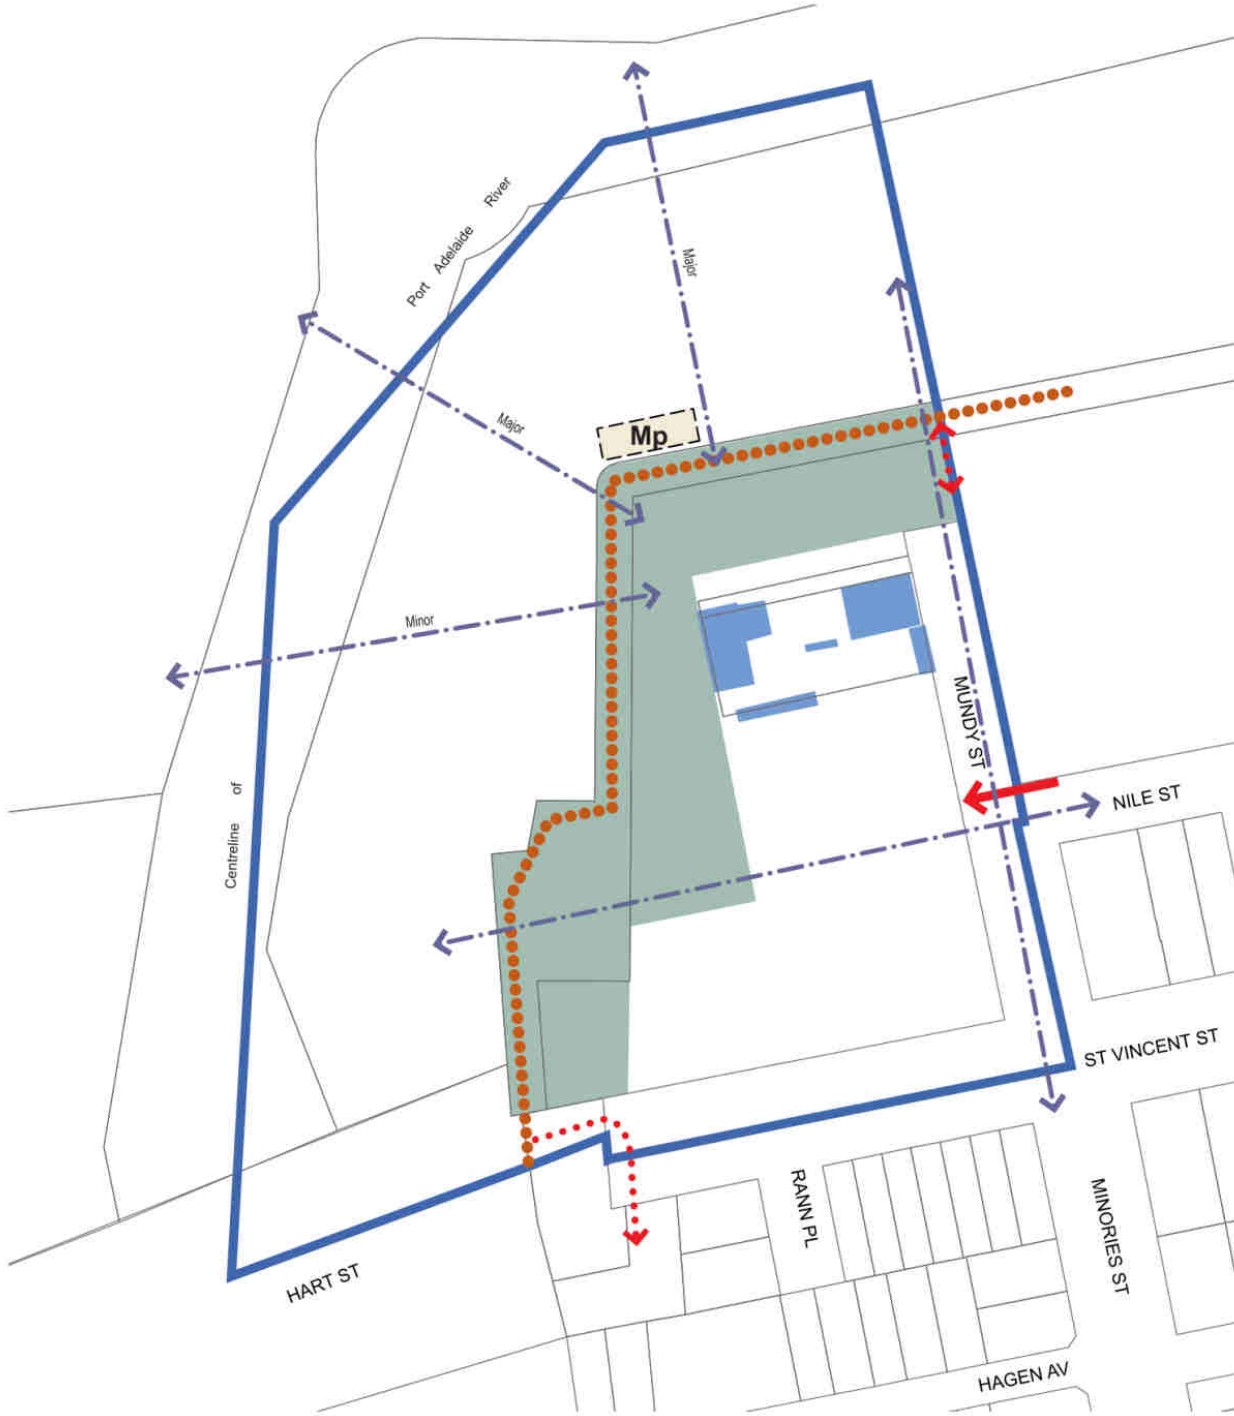 Port Adelaide River
Major
Major
Mp
Minor
MUNDY ST
Centreline of
NILE ST
ST VINCENT ST
RANN PL
MINORIES ST
HART ST
HAGEN AV